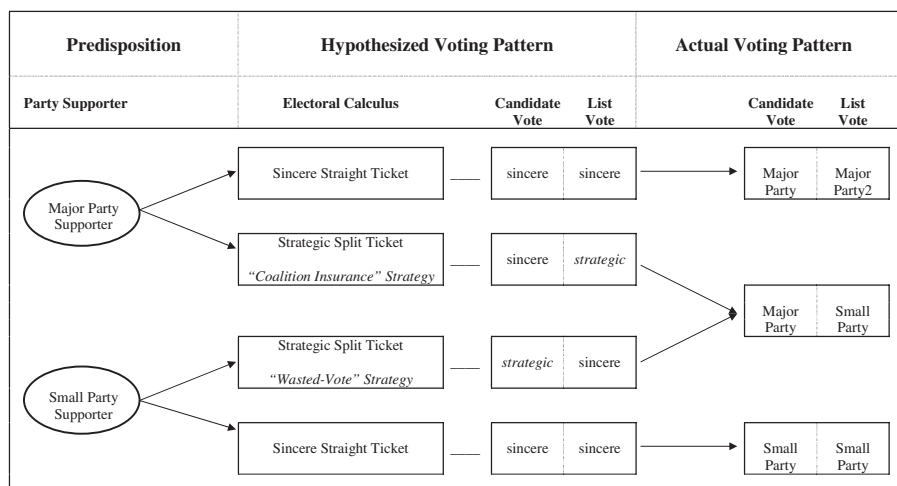 Predisposition
Hypothesized Voting Pattern
Actual Voting Pattern
Party Supporter
Electoral Calculus
Candidate
Vote
List
Vote
Candidate
Vote
List
Vote
Major Party
Supporter
Sincere Straight Ticket
sincere
sincere
Major
Party
Major
Party2
Strategic Split Ticket
“Coalition Insurance” Strategy
sincere
strategic
Major
Party
Small
Party
Small Party
Supporter
Strategic Split Ticket
“Wasted-Vote” Strategy
strategic
sincere
Sincere Straight Ticket
sincere
sincere
Small
Party
Small
Party